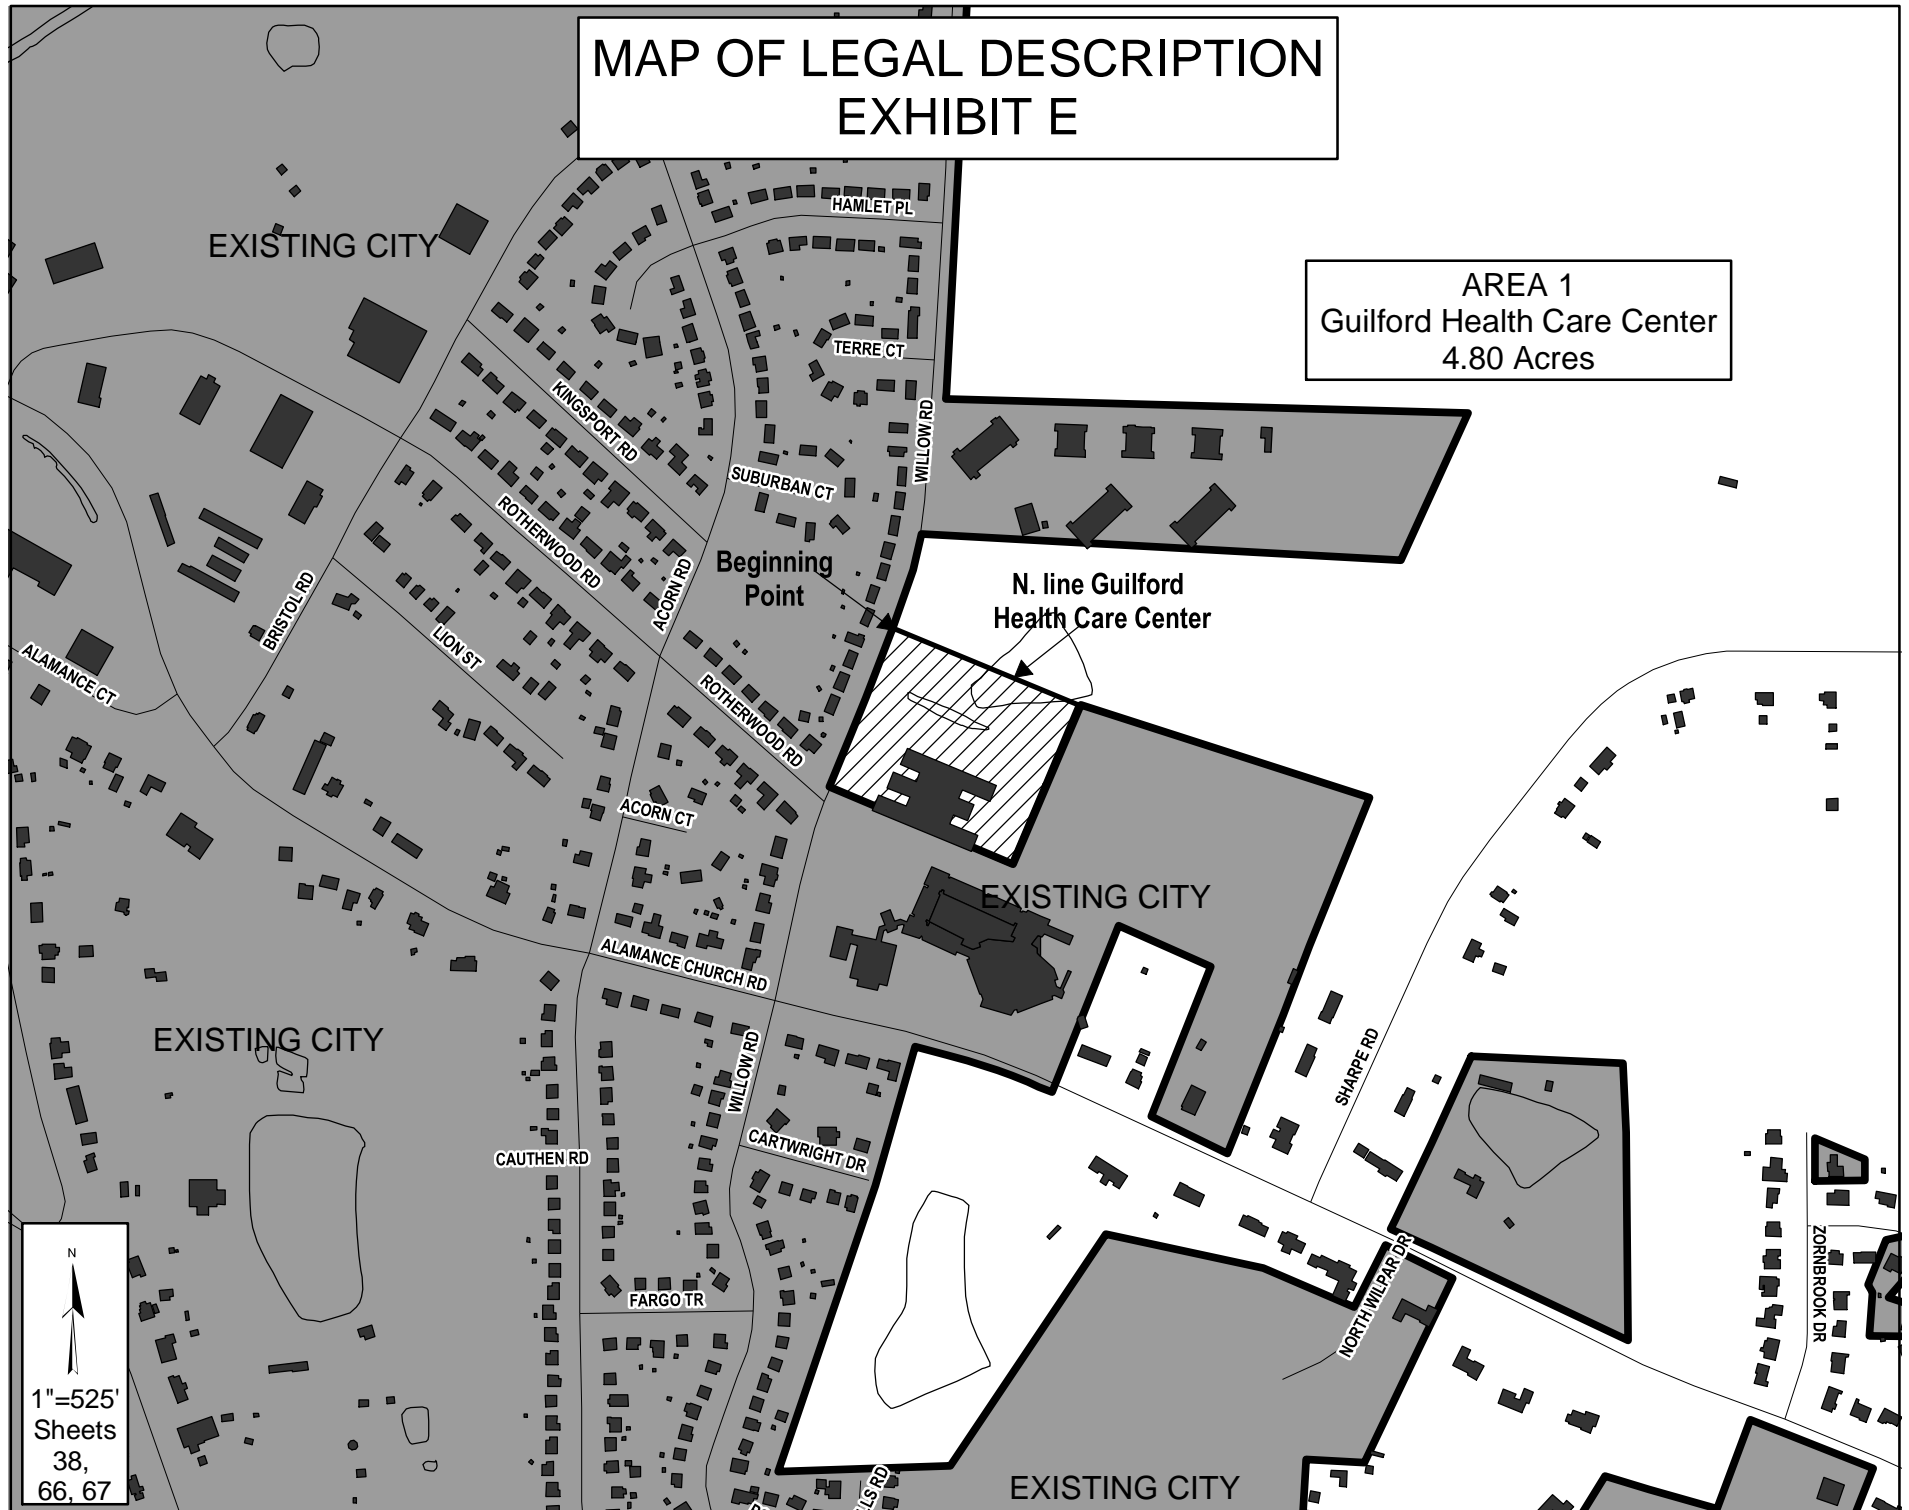 MAP OF LEGAL DESCRIPTION
EXHIBIT E
HAMLET PL
EXISTING CITY
AREA 1
Guilford Health Care Center
4.80 Acres
TERRE CT
KINGSPORT RD
WILLOW RD
SUBURBAN CT
ROTHERWOOD RD
Beginning
Point
N. line Guilford
Health Care Center
ACORN RD
BRISTOL RD
LION ST
ALAMANCE CT
ROTHERWOOD RD
ACORN CT
EXISTING CITY
ALAMANCE CHURCH RD
EXISTING CITY
WILLOW RD
SHARPE RD
CARTWRIGHT DR
CAUTHEN RD
ZORNBROOK DR
NORTH WILPAR DR
FARGO TR
N
1"=525'
Sheets
38,
66, 67
EXISTING CITY